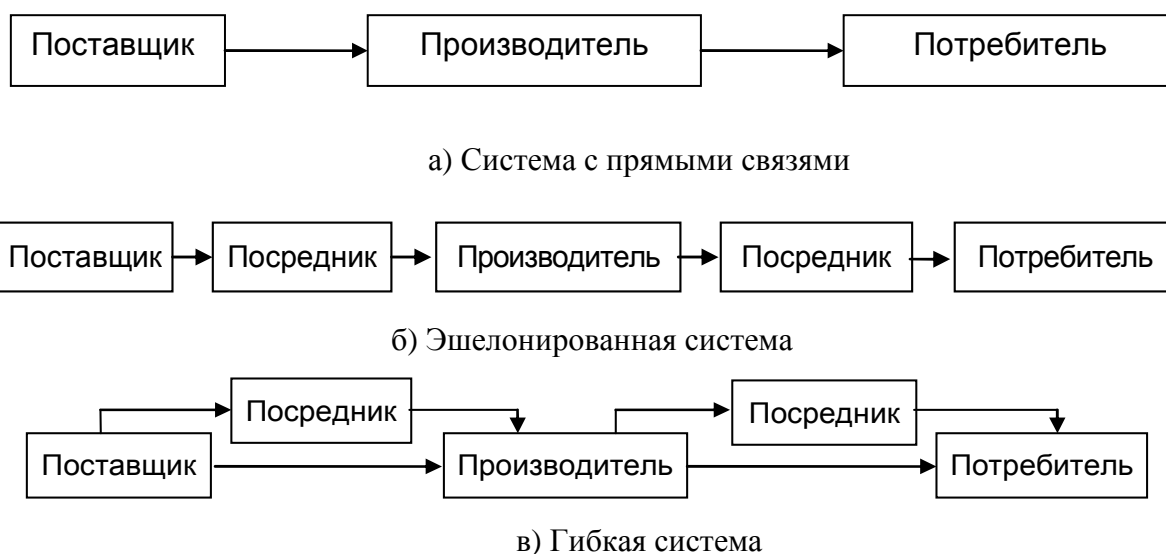 Поставщик Производитель Потребитель
а) Система с прямыми связями
Поставщик Посредник Производитель Посредник Потребитель
б) Эшелонированная система
Посредник Посредник
Поставщик Производитель Потребитель
в) Гибкая система